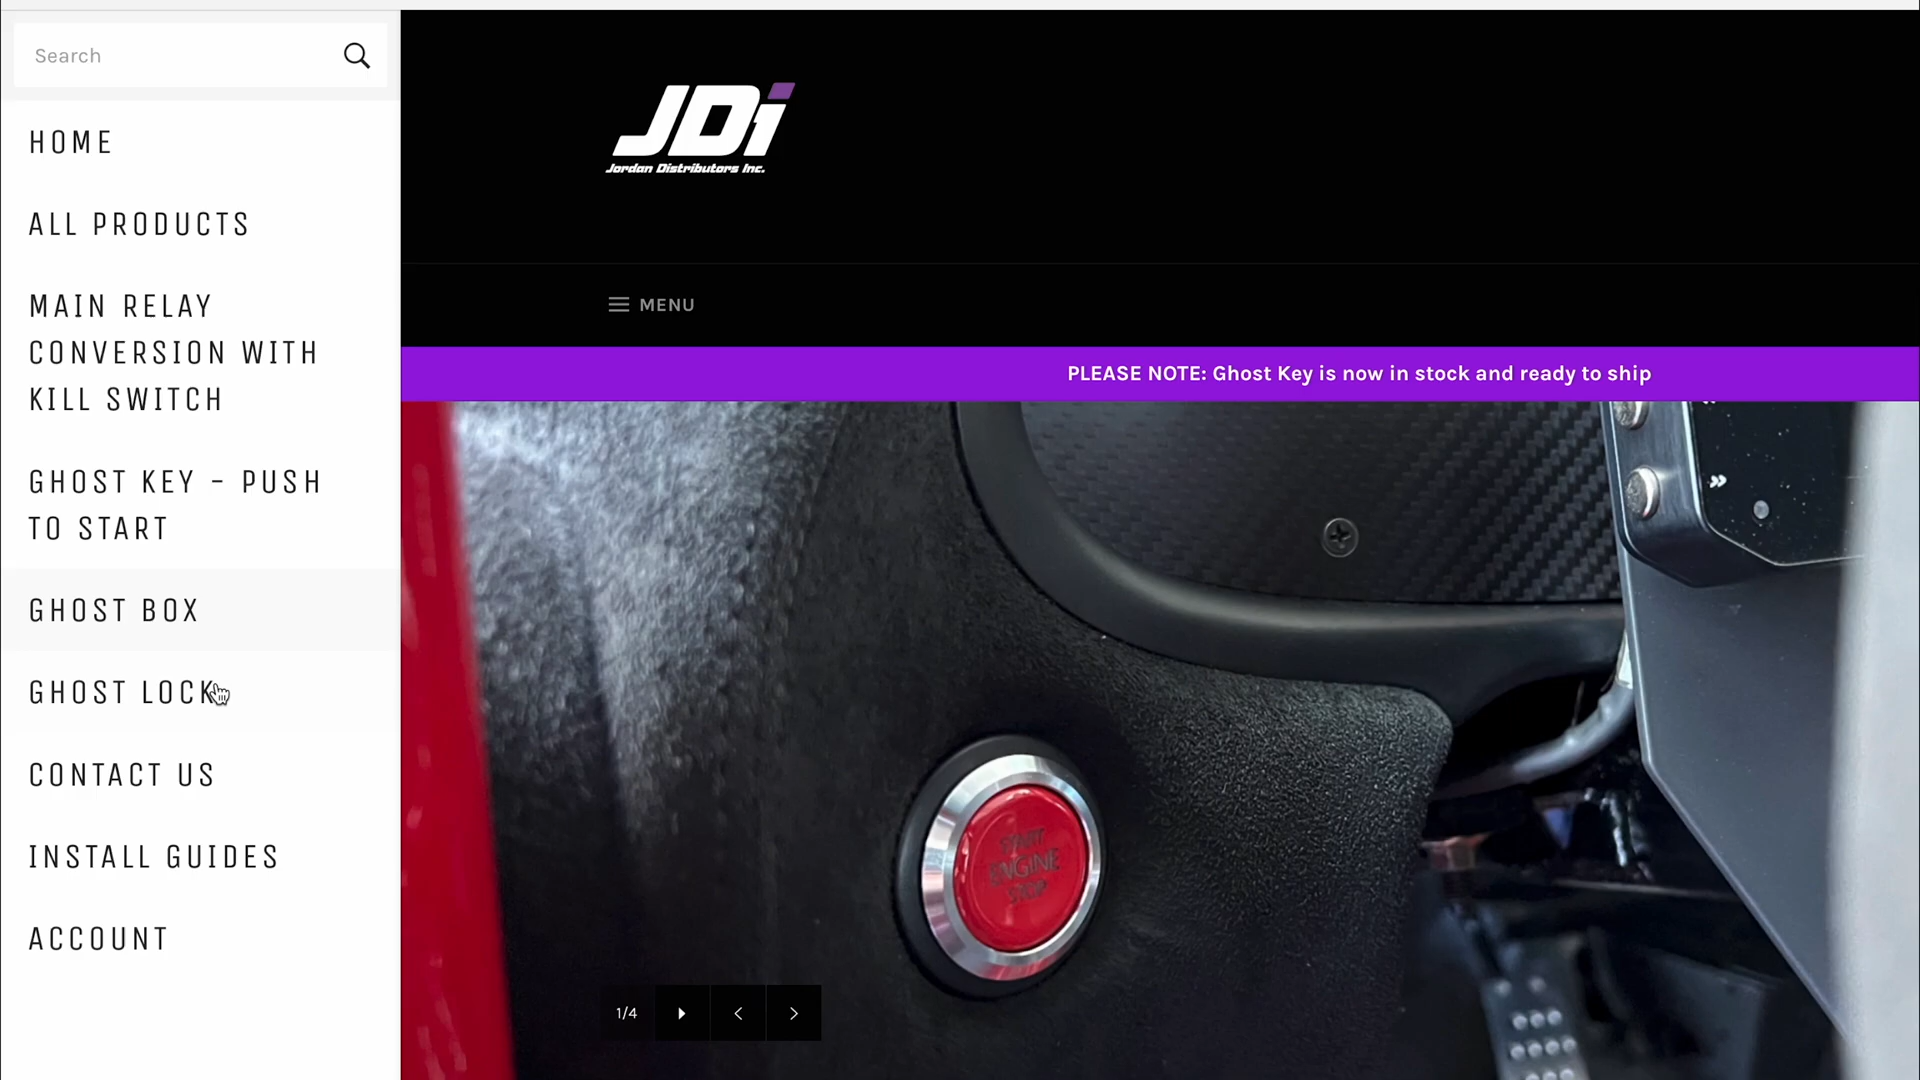 Search
HOME
ALL PRODUCTS
MAIN RELAY
CONVERSION WITH
KILL SWITCH
GHOST KEY - PUSH
TO START
GHOST BOX
GHOST LOCK
CONTACT US
INSTALL GUIDES
ACCOUNT
JDi
Jordan Distributors Inc.
MENU
PLEASE NOTE: Ghost Key is now in stock and ready to ship
START
ENGINE
STOP
1/4